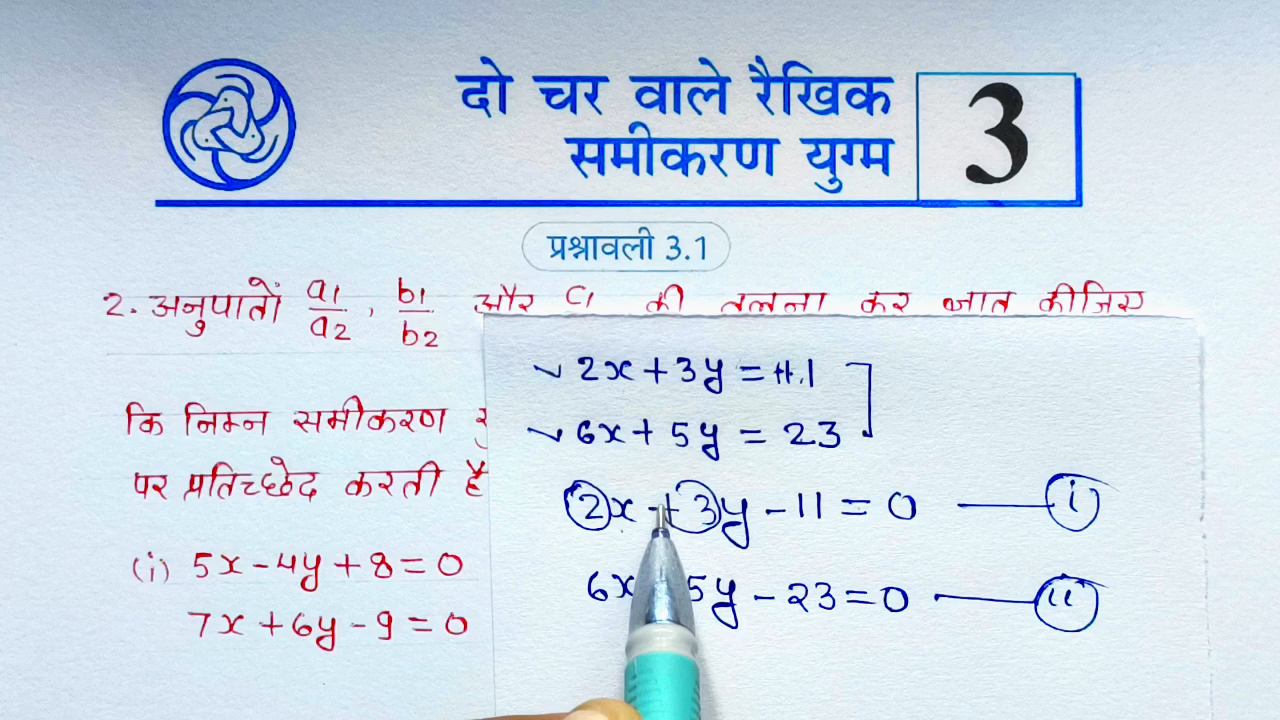 दो चर वाले रैखिक
समीकरण युग्म
3
प्रश्नावली 3.1
2. अनुपातों a1/a2, b1/b2 और c1 की तुलना कर ज्ञात कीजिए
कि निम्न समीकरण
पर प्रतिच्छेद करती है
(i) 5x - 4y + 8 = 0
7x + 6y - 9 = 0
2x + 3y = 11
6x + 5y = 23
2x + 3y - 11 = 0 (i)
6x 5y - 23 = 0 (ii)